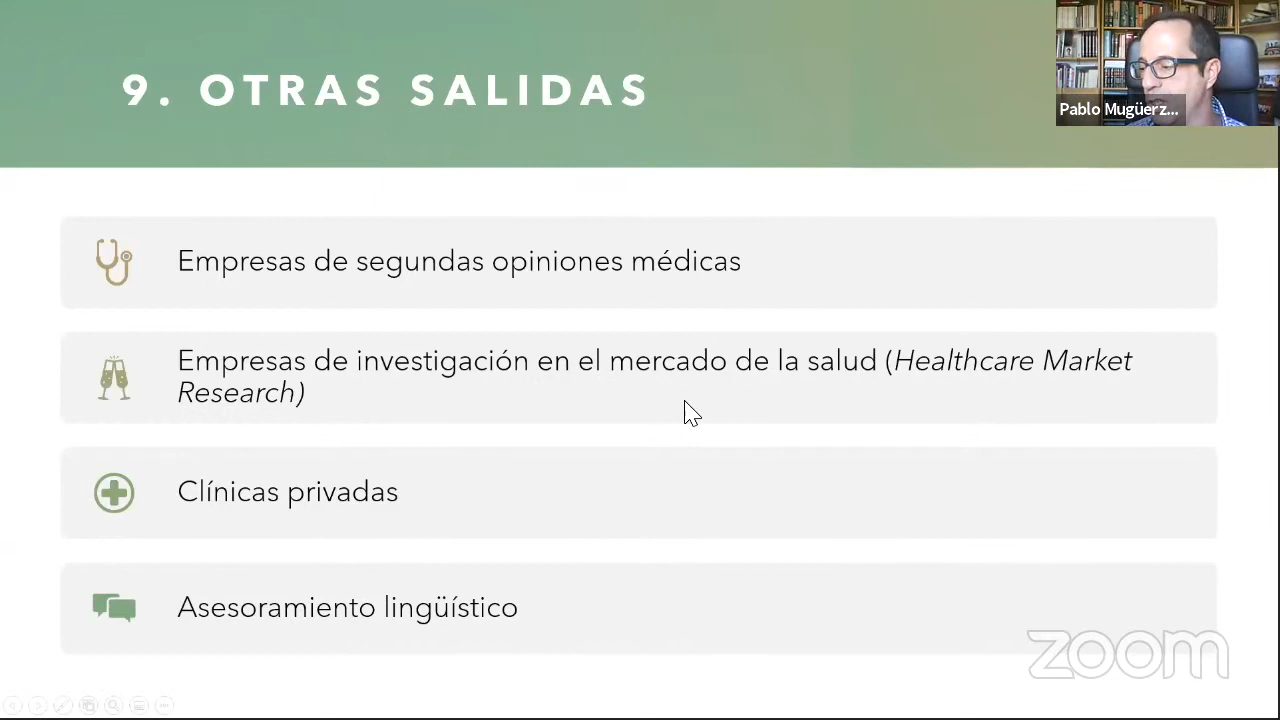 9. OTRAS SALIDAS
Pablo Mugüerz...
Empresas de segundas opiniones médicas
Empresas de investigación en el mercado de la salud (Healthcare Market
Research)
Clínicas privadas
Asesoramiento lingüístico
zoom